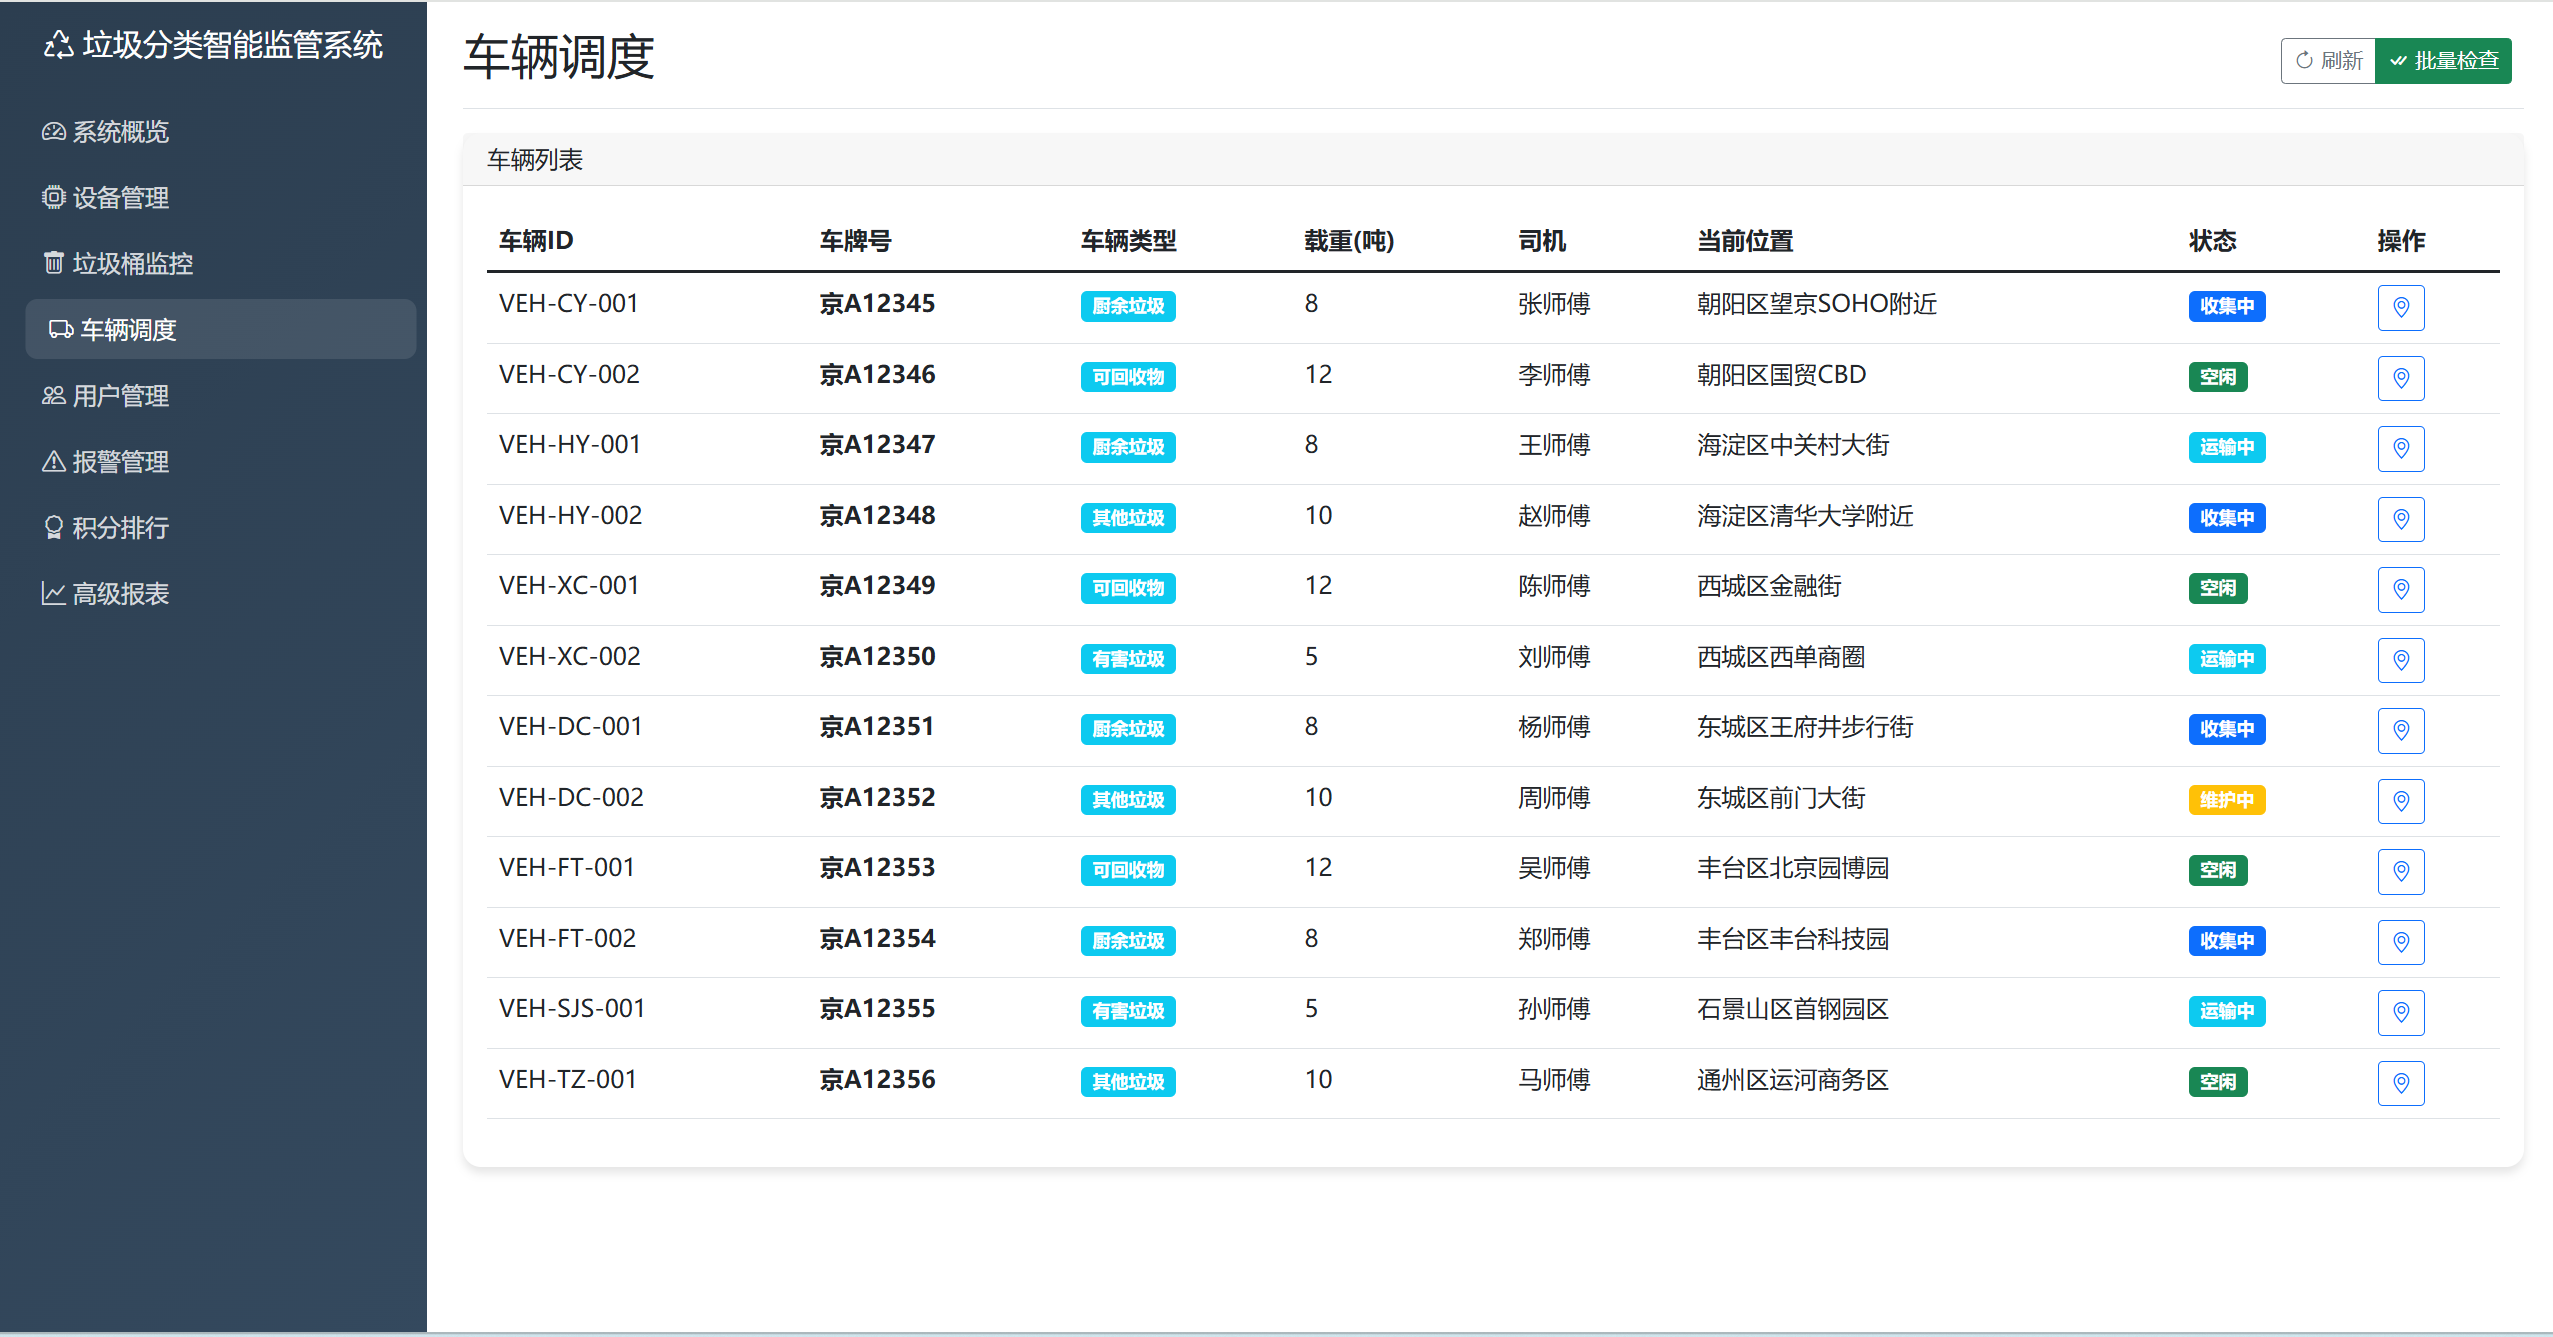 垃圾分类智能监管系统
系统概览
设备管理
垃圾桶监控
车辆调度
用户管理
报警管理
积分排行
高级报表
车辆调度
刷新 批量检查
车辆列表
车辆ID 车牌号 车辆类型 载重(吨) 司机 当前位置 状态 操作
VEH-CY-001 京A12345 厨余垃圾 8 张师傅 朝阳区望京SOHO附近 收集中
VEH-CY-002 京A12346 可回收物 12 李师傅 朝阳区国贸CBD 空闲
VEH-HY-001 京A12347 厨余垃圾 8 王师傅 海淀区中关村大街 运输中
VEH-HY-002 京A12348 其他垃圾 10 赵师傅 海淀区清华大学附近 收集中
VEH-XC-001 京A12349 可回收物 12 陈师傅 西城区金融街 空闲
VEH-XC-002 京A12350 有害垃圾 5 刘师傅 西城区西单商圈 运输中
VEH-DC-001 京A12351 厨余垃圾 8 杨师傅 东城区王府井步行街 收集中
VEH-DC-002 京A12352 其他垃圾 10 周师傅 东城区前门大街 维护中
VEH-FT-001 京A12353 可回收物 12 吴师傅 丰台区北京园博园 空闲
VEH-FT-002 京A12354 厨余垃圾 8 郑师傅 丰台区丰台科技园 收集中
VEH-SJS-001 京A12355 有害垃圾 5 孙师傅 石景山区首钢园区 运输中
VEH-TZ-001 京A12356 其他垃圾 10 马师傅 通州区运河商务区 空闲